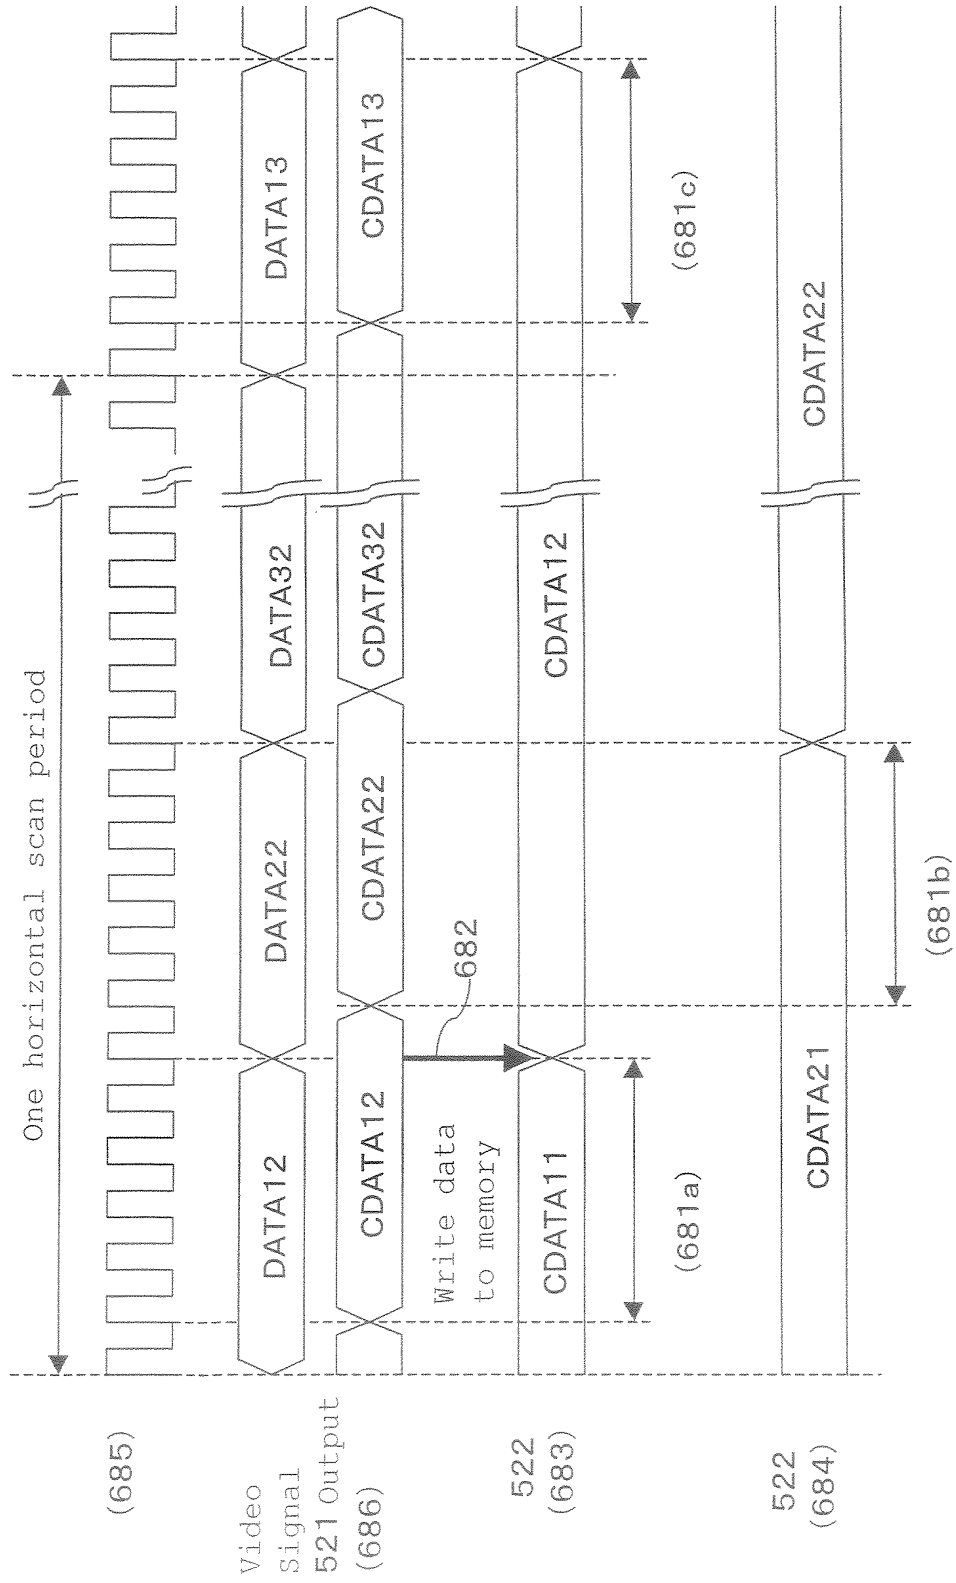 One horizontal scan period
(685)
Video
Signal
DATA12
DATA22
DATA32
DATA13
521 Output
(686)
CDATA12
CDATA22
CDATA32
CDATA13
Write data
to memory
682
522
(683)
CDATA11
CDATA12
(681a)
(681c)
522
(684)
CDATA21
CDATA22
(681b)